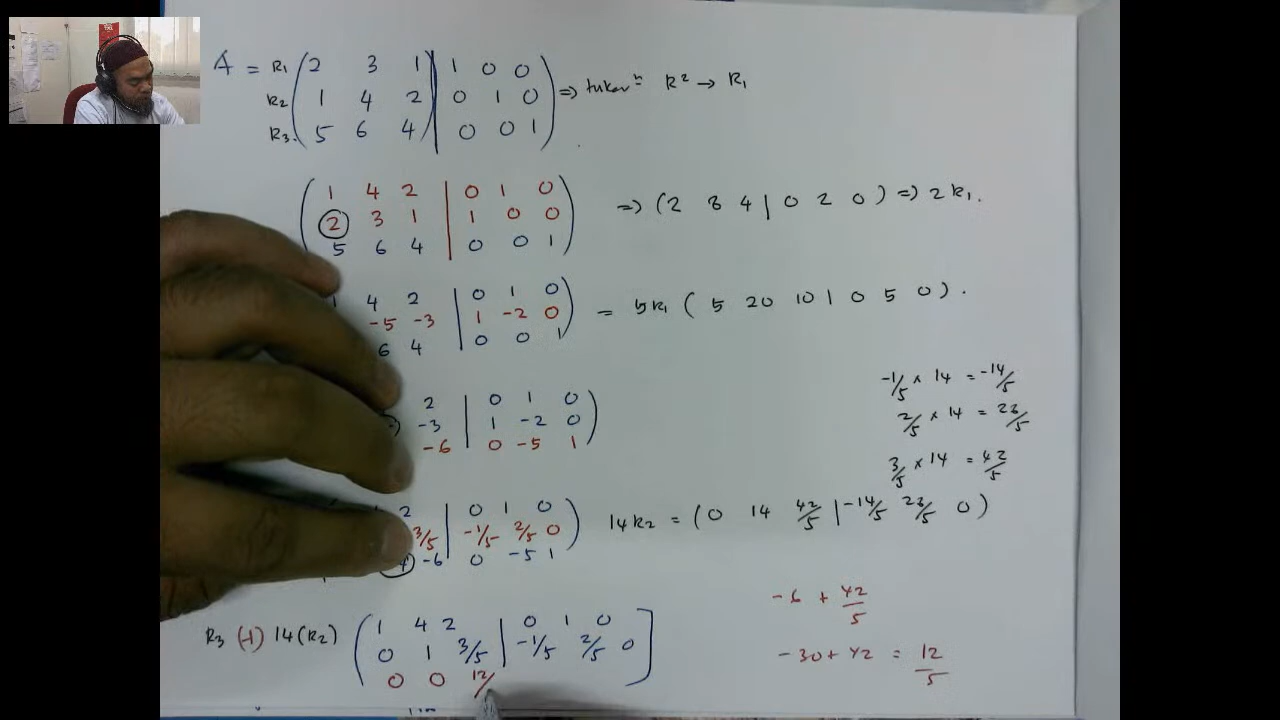 A = R1 ( 2 3 1 | 1 0 0 ) => tukar R2 → R1
R2 ( 1 4 2 | 0 1 0 )
R3. ( 5 6 4 | 0 0 1 )
( 1 4 2 | 0 1 0 )
( 2 3 1 | 1 0 0 ) => (2 8 4 | 0 2 0) => 2R1.
( 5 6 4 | 0 0 1 )
4 2 | 0 1 0 )
-5 -3 | 1 -2 0 ) = 5R1 ( 5 20 10 | 0 5 0 ).
6 4 | 0 0 1 )
2 | 0 1 0 )
-3 | 1 -2 0 )
-6 | 0 -5 1 )
-1/5 × 14 = -14/5
2/5 × 14 = 28/5
3/5 × 14 = 42/5
2 | 0 1 0 )
3/5 | -1/5 2/5 0 ) 14R2 = (0 14 42/5 | -14/5 28/5 0 )
-6 | 0 -5 1 )
R3 (-1) 14(R2) [ 1 4 2 | 0 1 0 ]
[ 0 1 3/5 | -1/5 2/5 0 ]
[ 0 0 12/
-6 + 42/5
-30+42 = 12/5